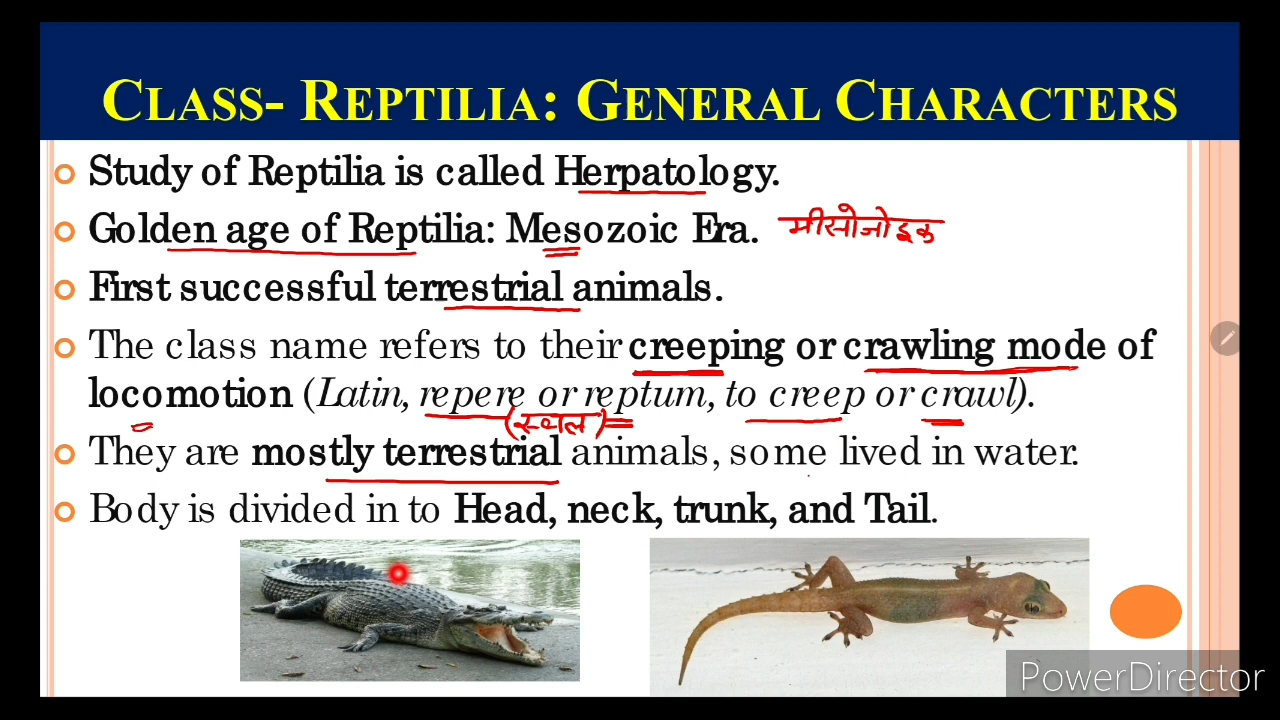 CLASS- REPTILIA: GENERAL CHARACTERS
Study of Reptilia is called Herpatology.
Golden age of Reptilia: Mesozoic Era. मीसोजोइक
First successful terrestrial animals.
The class name refers to their creeping or crawling mode of
locomotion (Latin, repere or reptum, to creep or crawl).
(स्थल)
They are mostly terrestrial animals, some lived in water.
Body is divided in to Head, neck, trunk, and Tail.
PowerDirector